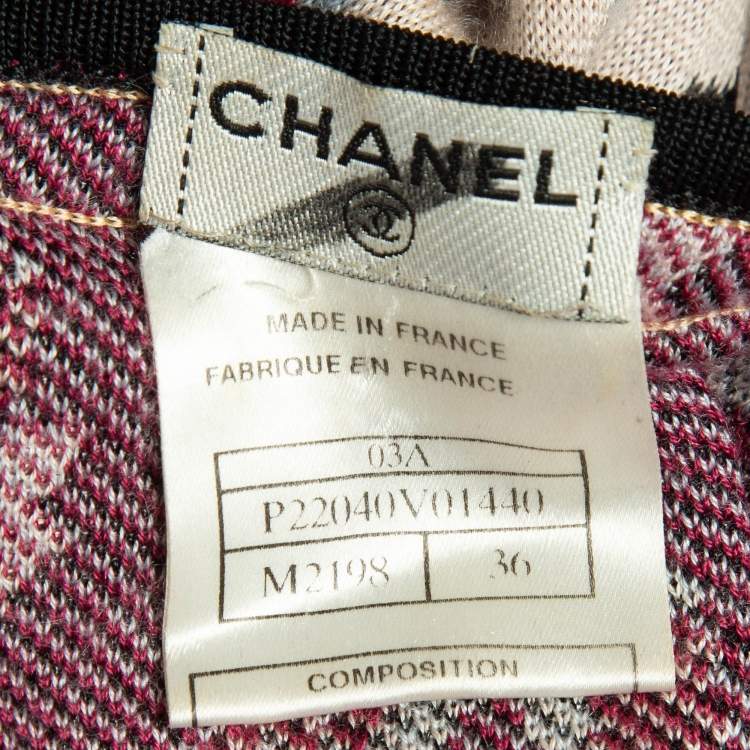 CHANEL
MADE IN FRANCE
FABRIQUE EN FRANCE
03A
P22040V01440
M2198 36
COMPOSITION